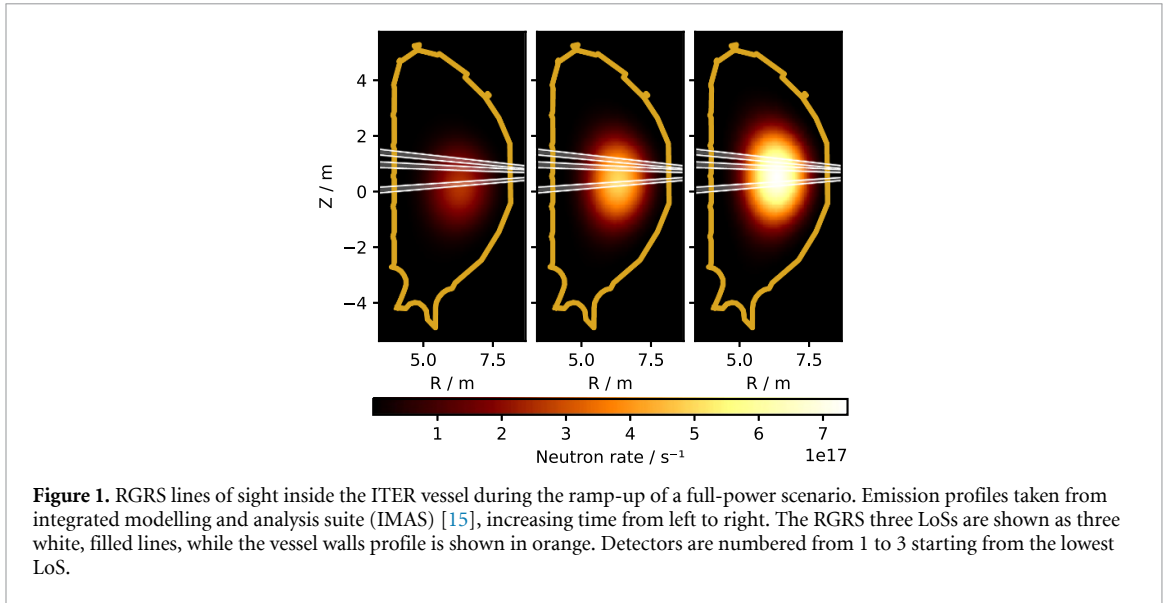 4
2
0
−2
−4
Z / m
5.0 7.5 5.0 7.5 5.0 7.5
R / m R / m R / m
1 2 3 4 5 6 7
Neutron rate / s⁻¹ 1e17
Figure 1. RGRS lines of sight inside the ITER vessel during the ramp-up of a full-power scenario. Emission profiles taken from
integrated modelling and analysis suite (IMAS) [15], increasing time from left to right. The RGRS three LoSs are shown as three
white, filled lines, while the vessel walls profile is shown in orange. Detectors are numbered from 1 to 3 starting from the lowest
LoS.